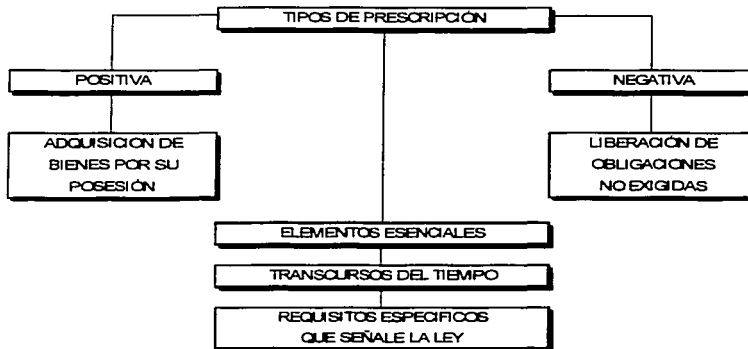 TIPOS DE PRESCRIPCIÓN
POSITIVA
NEGATIVA
ADQUISICION DE
BIENES POR SU
POSESIÓN
LIBERACIÓN DE
OBLIGACIONES
NO EXIGIDAS
ELEMENTOS ESENCIALES
TRANSCURSOS DEL TIEMPO
REQUISITOS ESPECIFICOS
QUE SEÑALE LA LEY